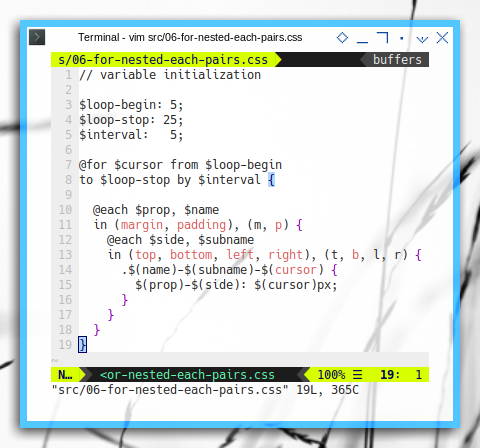 Terminal - vim src/06-for-nested-each-pairs.css
s/06-for-nested-each-pairs.css buffers
1 // variable initialization
2
3 $loop-begin: 5;
4 $loop-stop: 25;
5 $interval:   5;
6
7 @for $cursor from $loop-begin
8 to $loop-stop by $interval {
9
10   @each $prop, $name
11   in (margin, padding), (m, p) {
12     @each $side, $subname
13     in (top, bottom, left, right), (t, b, l, r) {
14       .$(name)-$(subname)-$(cursor) {
15         $(prop)-$(side): $(cursor)px;
16       }
17     }
18   }
19 }
~
N… <or-nested-each-pairs.css 100% ☰ 19: 1
"src/06-for-nested-each-pairs.css" 19L, 365C